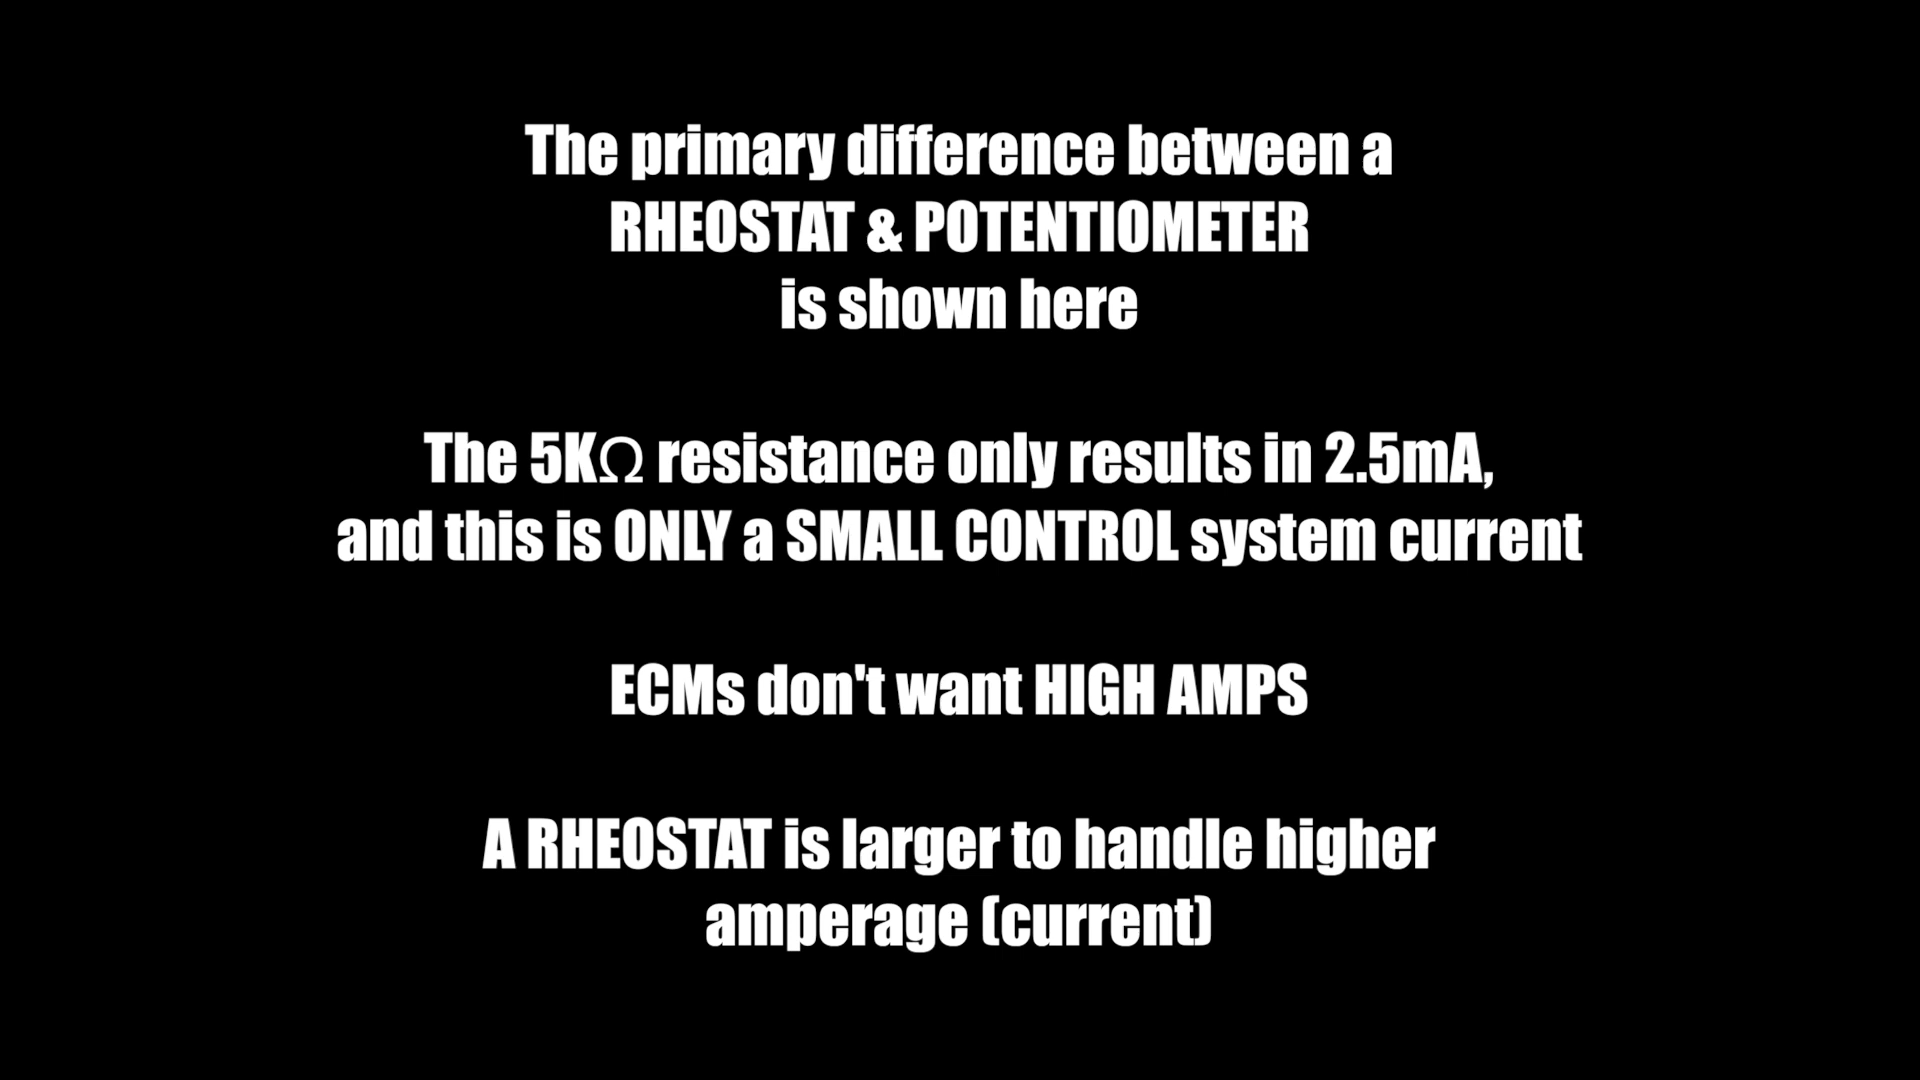 The primary difference between a
RHEOSTAT & POTENTIOMETER
is shown here
The 5KΩ resistance only results in 2.5mA,
and this is ONLY a SMALL CONTROL system current
ECMs don't want HIGH AMPS
A RHEOSTAT is larger to handle higher
amperage (current)